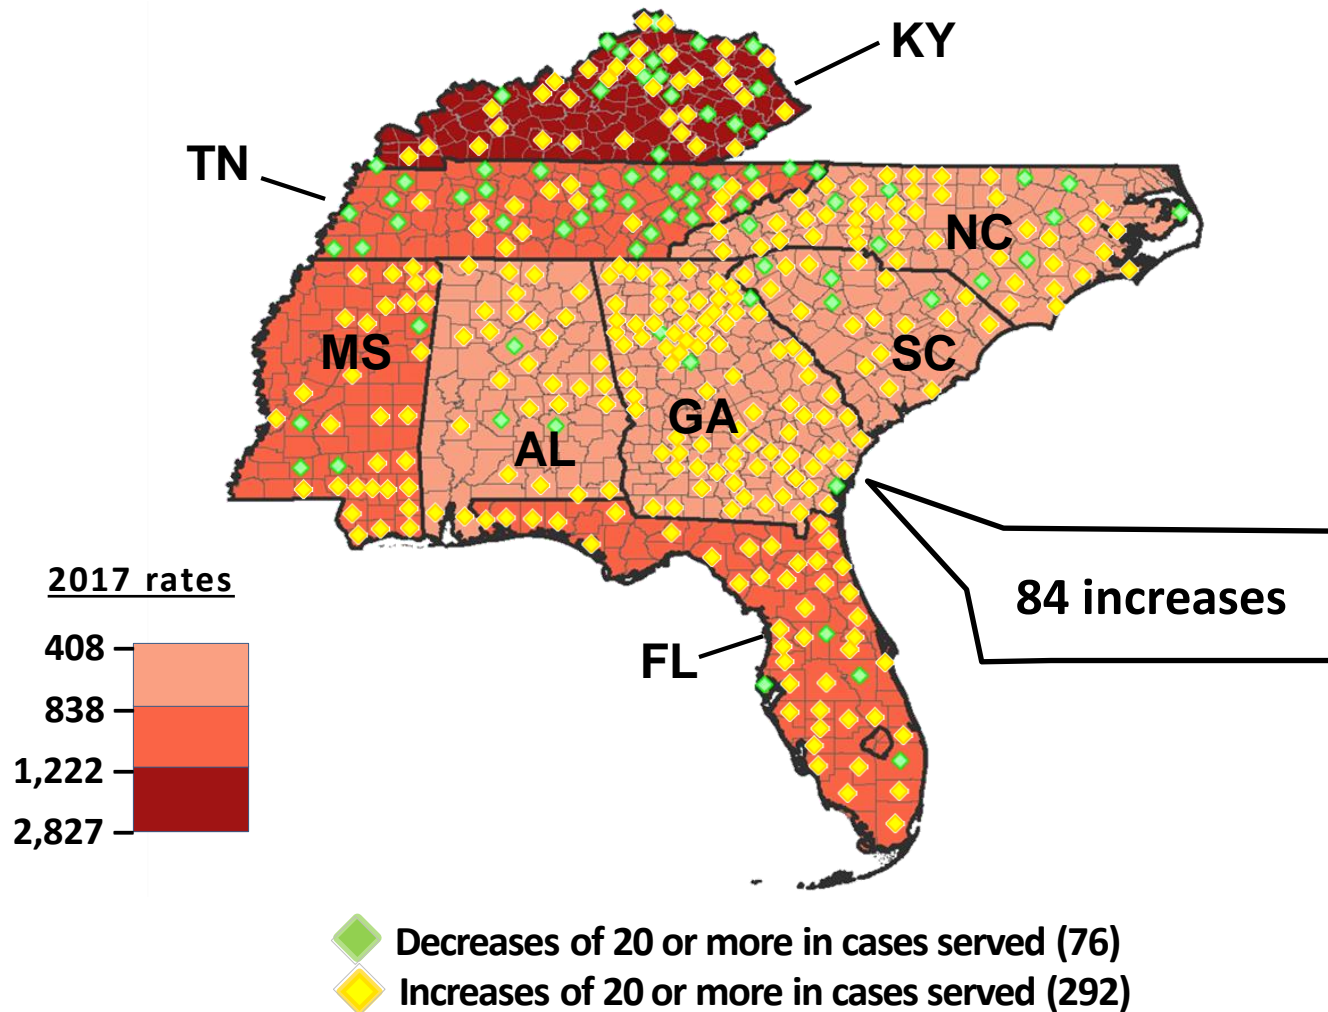 KY
TN
NC
MS
SC
GA
AL
84 increases
2017 rates
408
FL
838
1,222
2,827
Decreases of 20 or more in cases served (76)
Increases of 20 or more in cases served (292)